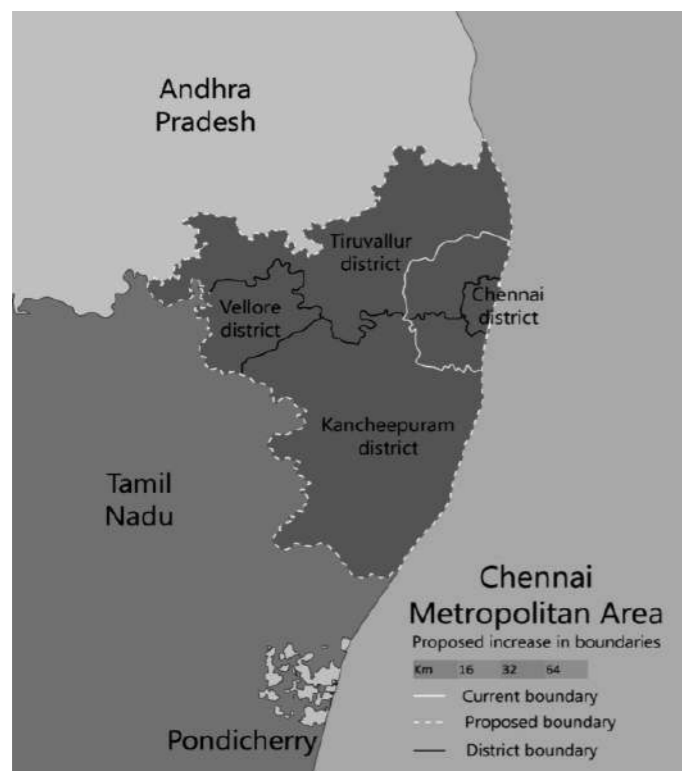 Andhra
Pradesh
Tiruvallur
district
Chennai
district
Vellore
district
Kancheepuram
district
Tamil
Nadu
Chennai
Metropolitan Area
Proposed increase in boundaries
Km 16 32 64
Current boundary
Proposed boundary
District boundary
Pondicherry